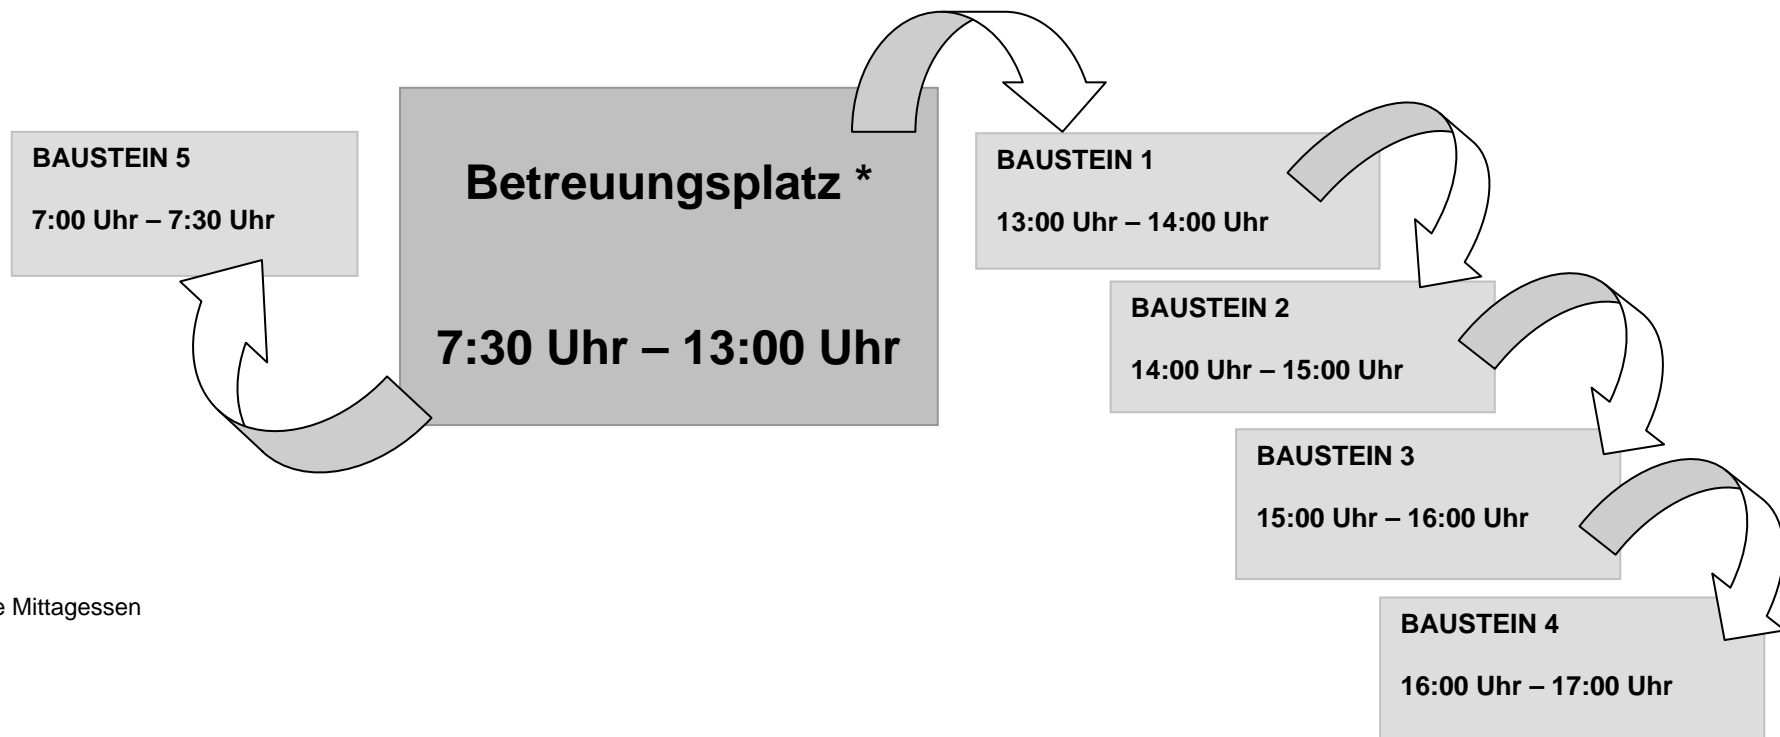 BAUSTEIN 5
7:00 Uhr – 7:30 Uhr
Betreuungsplatz *
7:30 Uhr – 13:00 Uhr
BAUSTEIN 1
13:00 Uhr – 14:00 Uhr
BAUSTEIN 2
14:00 Uhr – 15:00 Uhr
BAUSTEIN 3
15:00 Uhr – 16:00 Uhr
BAUSTEIN 4
16:00 Uhr – 17:00 Uhr
Mittagessen